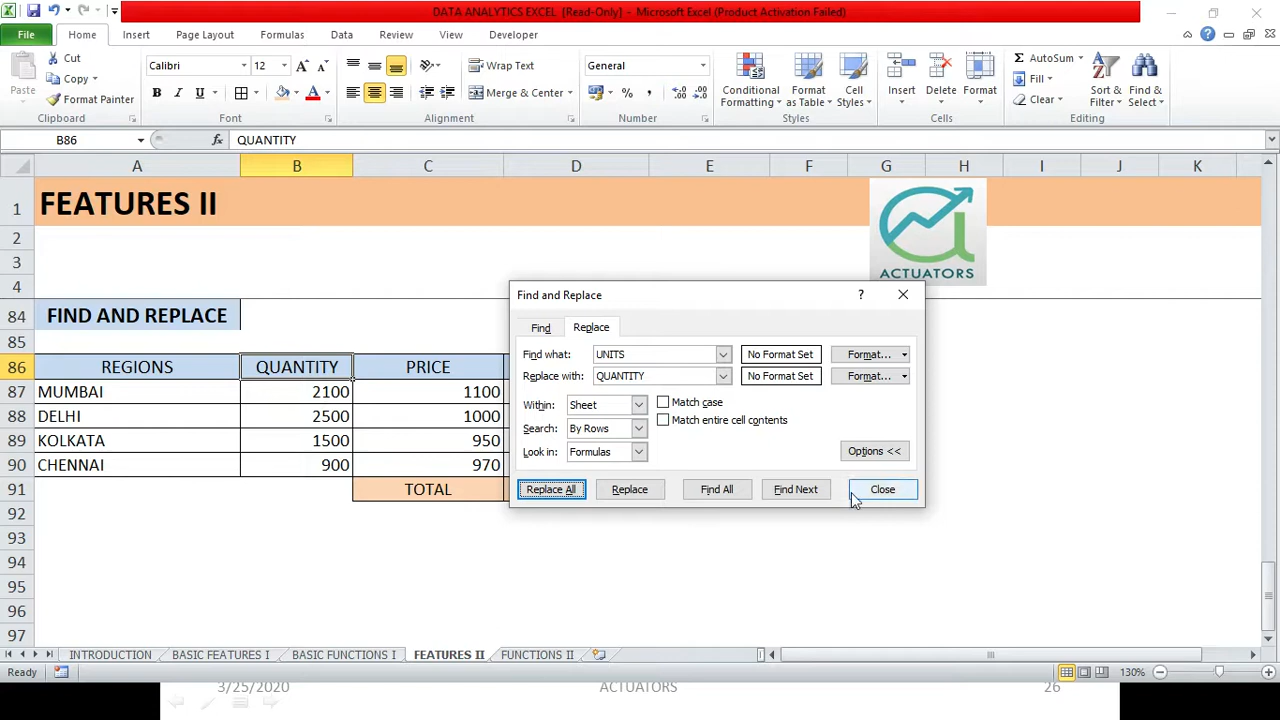 DATA ANALYTICS EXCEL [Read-Only] - Microsoft Excel (Product Activation Failed)
File Home Insert Page Layout Formulas Data Review View Developer
Paste
Cut
Copy
Format Painter
Clipboard
Calibri 12
B I U A
Font
Wrap Text
Merge & Center
Alignment
General
% ,
Number
Conditional Formatting
Format as Table
Cell Styles
Styles
Insert Delete Format
Cells
AutoSum
Fill
Clear
Sort & Filter
Find & Select
Editing
B86 fx QUANTITY
A B C D E F G H I J K
1 FEATURES II
ACTUATORS
2
3
4
84 FIND AND REPLACE
85
86 REGIONS QUANTITY PRICE
87 MUMBAI 2100 1100
88 DELHI 2500 1000
89 KOLKATA 1500 950
90 CHENNAI 900 970
91 TOTAL
92
93
94
95
96
97
Find and Replace ?
Find Replace
Find what: UNITS No Format Set Format...
Replace with: QUANTITY No Format Set Format...
Within: Sheet Match case
Search: By Rows Match entire cell contents
Look in: Formulas Options <<
Replace All Replace Find All Find Next Close
INTRODUCTION BASIC FEATURES I BASIC FUNCTIONS I FEATURES II FUNCTIONS II
Ready 130%
3/25/2020 ACTUATORS 26